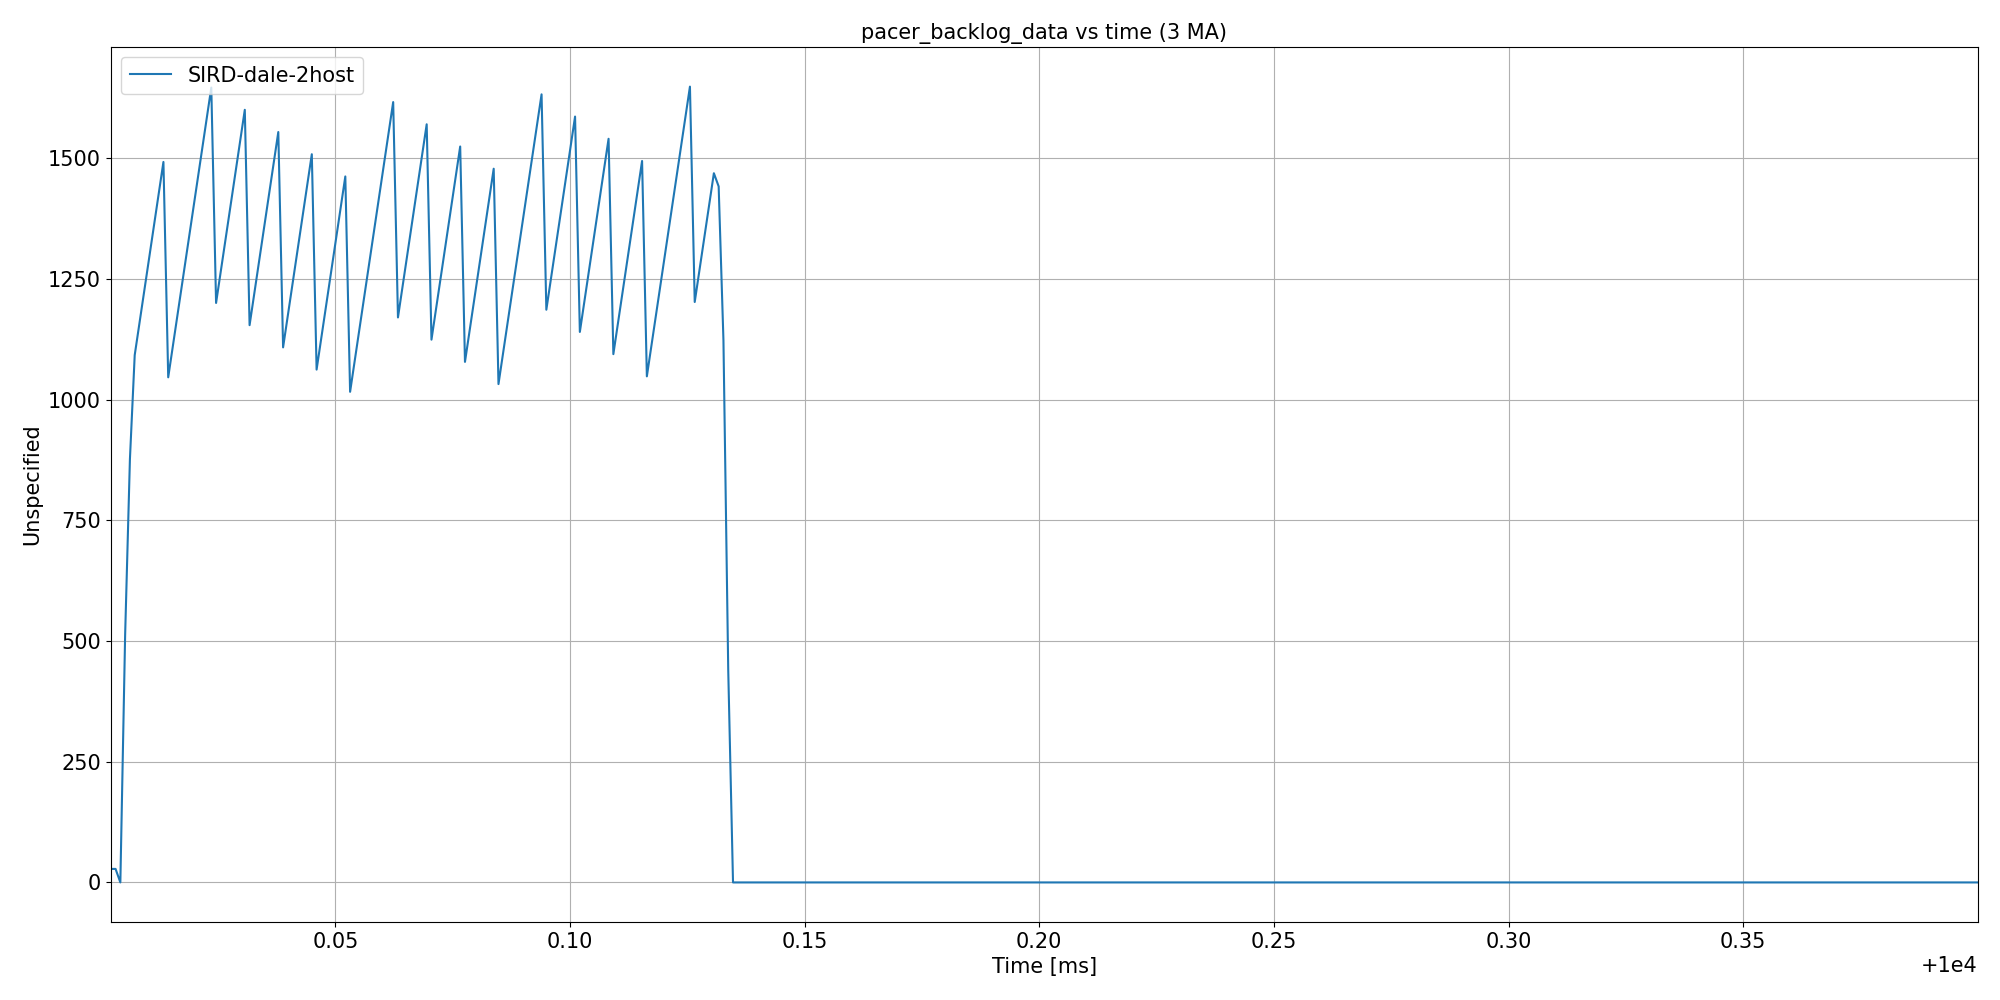 pacer_backlog_data vs time (3 MA)
SIRD-dale-2host
1500
1250
1000
750
500
250
0
Unspecified
0.05 0.10 0.15 0.20 0.25 0.30 0.35
Time [ms]
+1e4